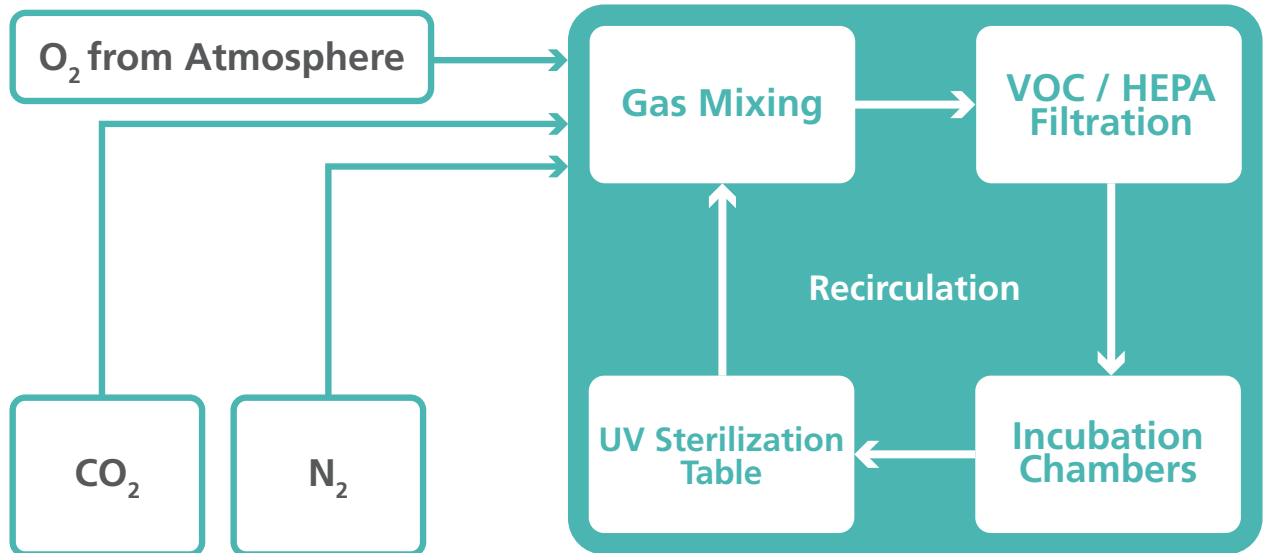 O₂ from Atmosphere
Gas Mixing
VOC / HEPA
Filtration
Recirculation
CO₂
N₂
UV Sterilization
Table
Incubation
Chambers